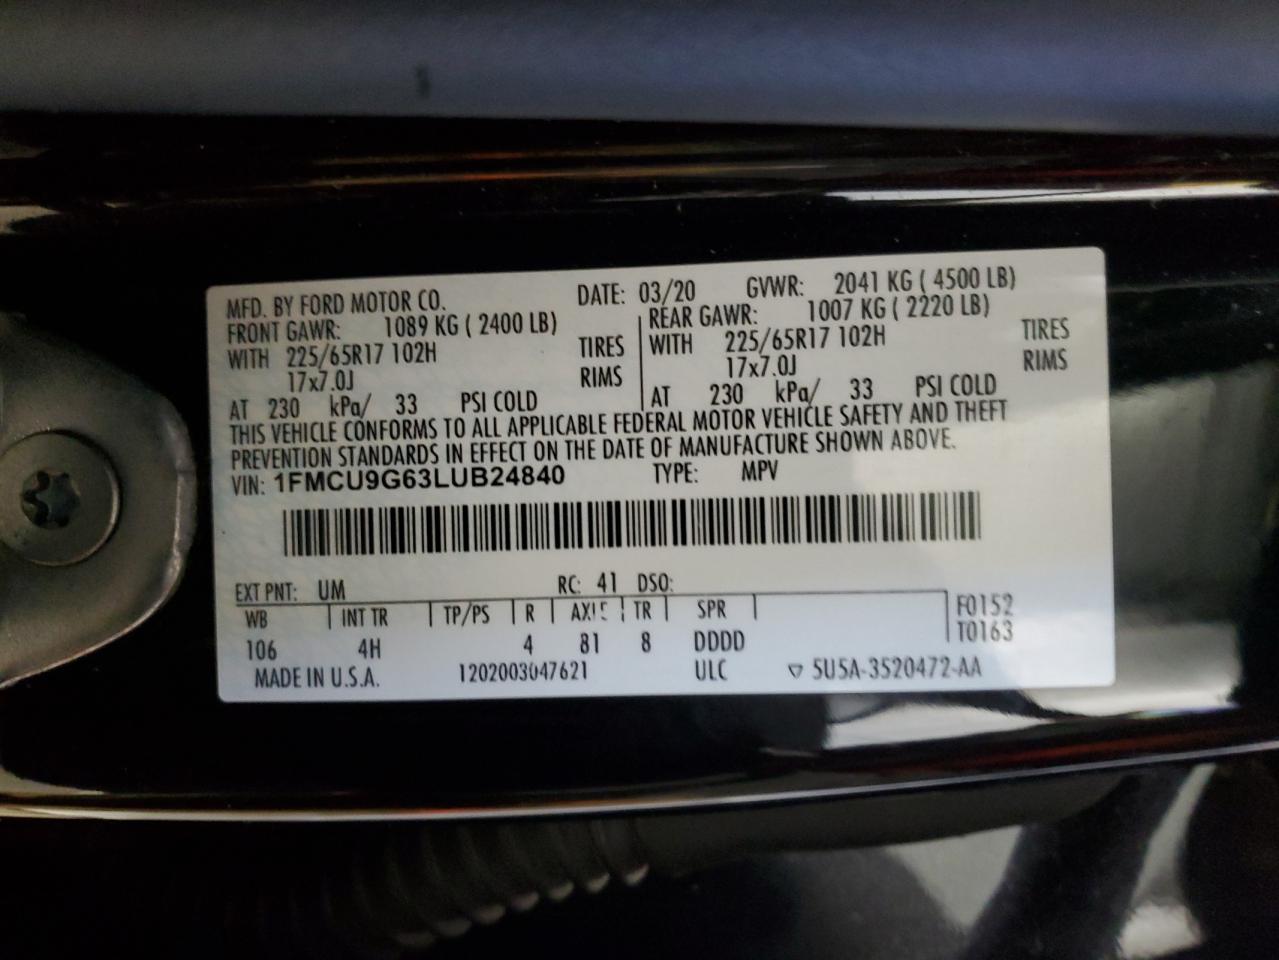 MFD. BY FORD MOTOR CO. DATE: 03/20 GVWR: 2041 KG ( 4500 LB)
FRONT GAWR: 1089 KG ( 2400 LB) REAR GAWR: 1007 KG ( 2220 LB)
WITH 225/65R17 102H TIRES WITH 225/65R17 102H TIRES
17x7.0J RIMS 17x7.0J RIMS
AT 230 kPa/ 33 PSI COLD AT 230 kPa/ 33 PSI COLD
THIS VEHICLE CONFORMS TO ALL APPLICABLE FEDERAL MOTOR VEHICLE SAFETY AND THEFT
PREVENTION STANDARDS IN EFFECT ON THE DATE OF MANUFACTURE SHOWN ABOVE.
VIN: 1FMCU9G63LUB24840 TYPE: MPV
EXT PNT: UM RC: 41 DSO:
WB INT TR TP/PS R AXLE TR SPR F0152
106 4H 4 81 8 DDDD T0163
MADE IN U.S.A. 1202003047621 ULC ▽ 5U5A-3520472-AA